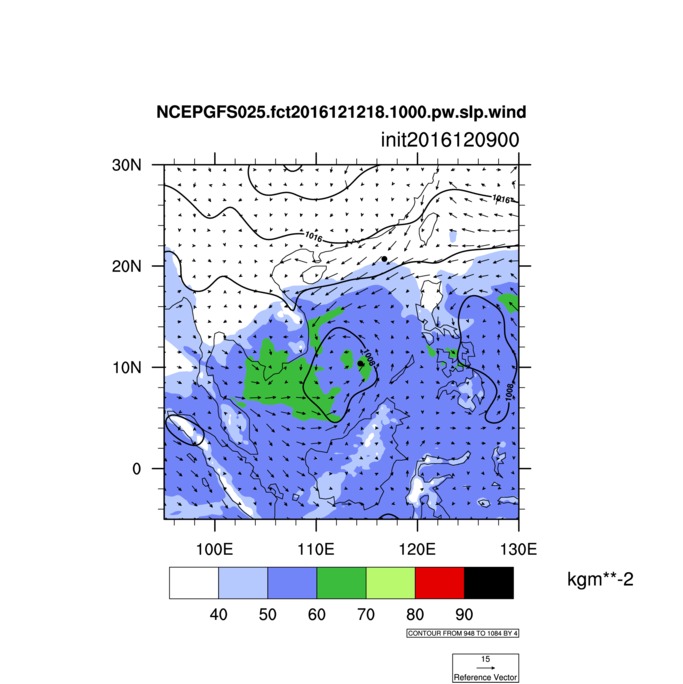 NCEPGFS025.fct2016121218.1000.pw.slp.wind
init2016120900
30N
20N
10N
0
1016
1016
1008
1008
100E 110E 120E 130E
kgm**-2
40 50 60 70 80 90
CONTOUR FROM 948 TO 1084 BY 4
15
Reference Vector